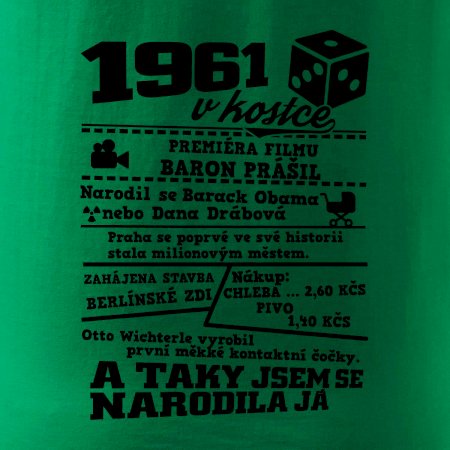 1961
v kostce
PREMIÉRA FILMU
BARON PRÁŠIL
Narodil se Barack Obama
nebo Dana Drábová
Praha se poprvé ve své historii
stala milionovým městem.
ZAHÁJENA STAVBA
BERLÍNSKÉ ZDI
Nákup:
CHLEBA ... 2,60 KČS
PIVO
1,40 KČS
Otto Wichterle vyrobil
první měkké kontaktní čočky.
A TAKY JSEM SE
NARODILA JÁ